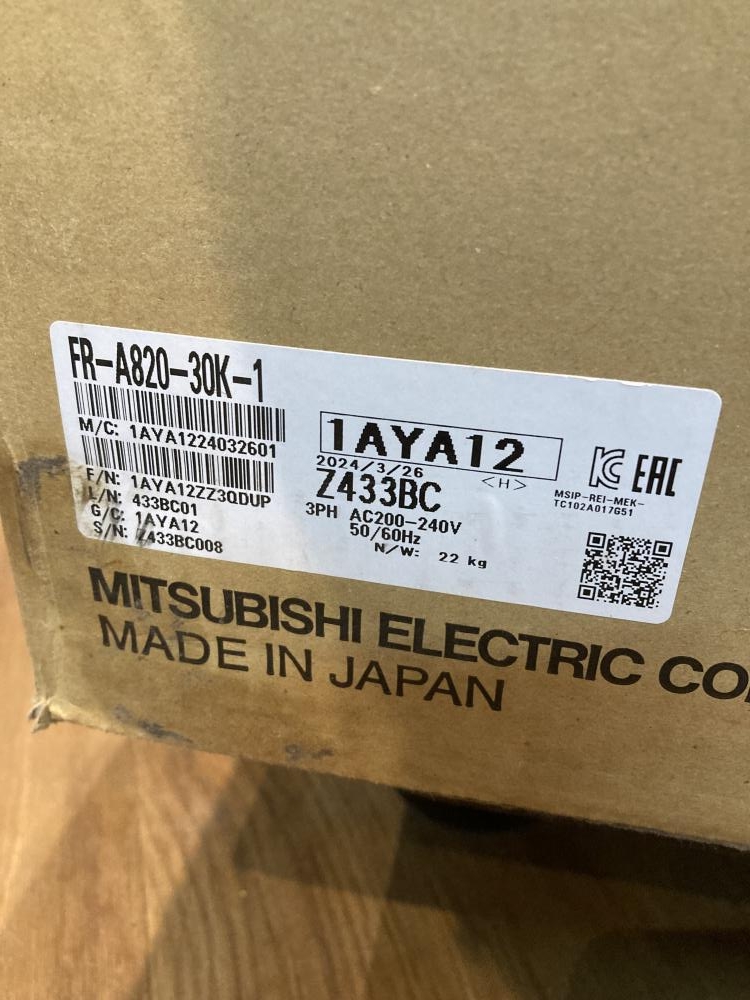 FR-A820-30K-1
M/C: 1AYA1224032601
F/N: 1AYA12ZZ3QDUP
L/N: 433BC01
G/C: 1AYA12
S/N: Z433BC008
1AYA12
2024/3/26
<H>
Z433BC
3PH AC200-240V
50/60Hz
N/W: 22 kg
EAC
MSIP-REI-MEK-
TC102A017G51
MITSUBISHI ELECTRIC
MADE IN JAPAN